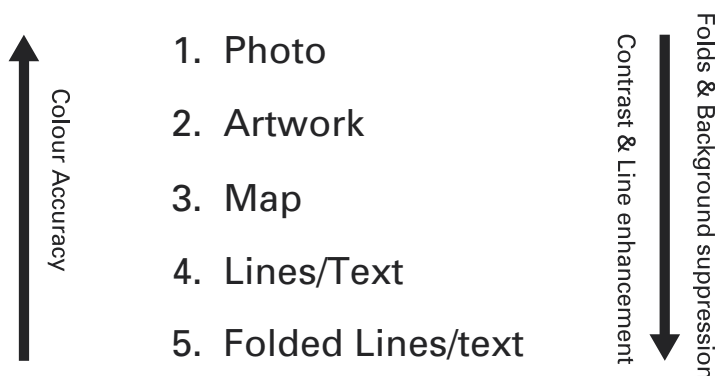 Colour Accuracy
1. Photo
2. Artwork
3. Map
4. Lines/Text
5. Folded Lines/text
Contrast & Line enhancement
Folds & Background suppression